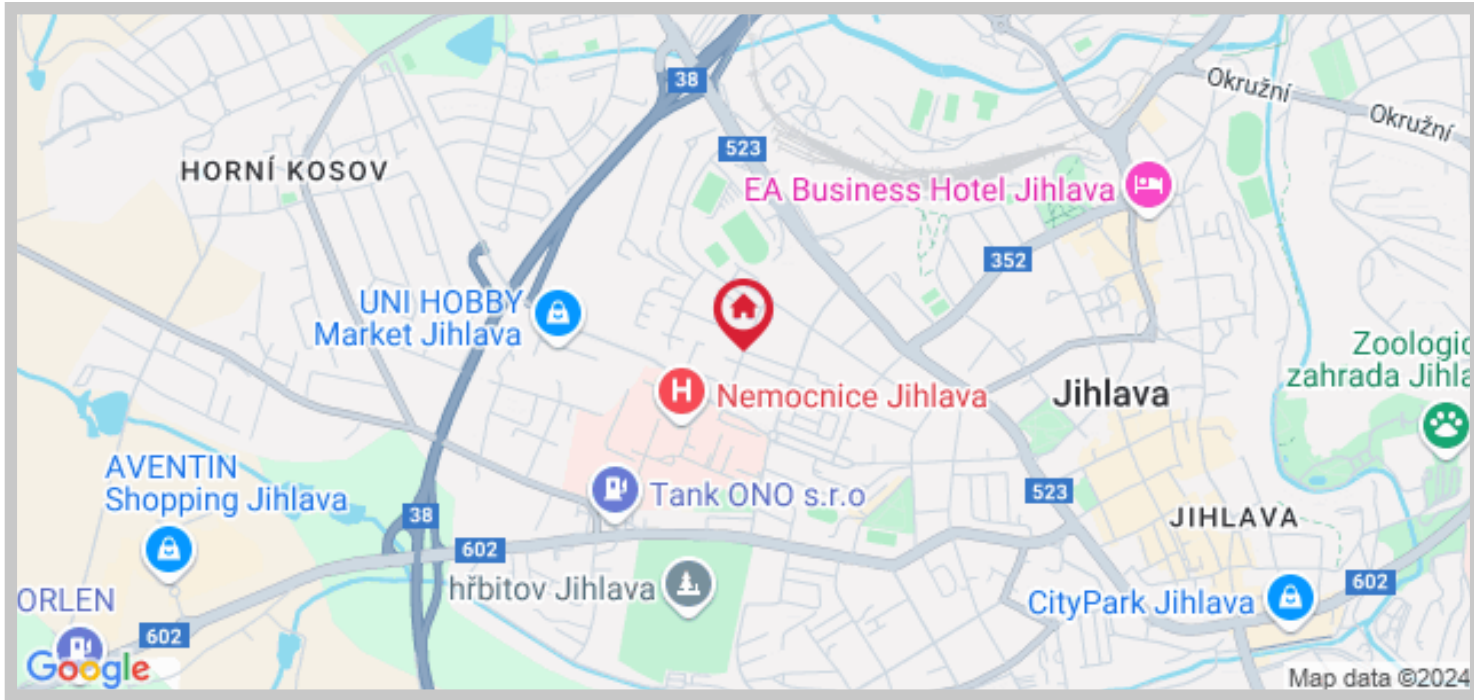 38
Okružní
Okružní
523
HORNÍ KOSOV
EA Business Hotel Jihlava
352
UNI HOBBY
Market Jihlava
Zoologic
zahrada Jihla
H
Nemocnice Jihlava
Jihlava
AVENTIN
Shopping Jihlava
Tank ONO s.r.o
523
38
JIHLAVA
602
hřbitov Jihlava
602
CityPark Jihlava
ORLEN
602
Google
Map data ©2024